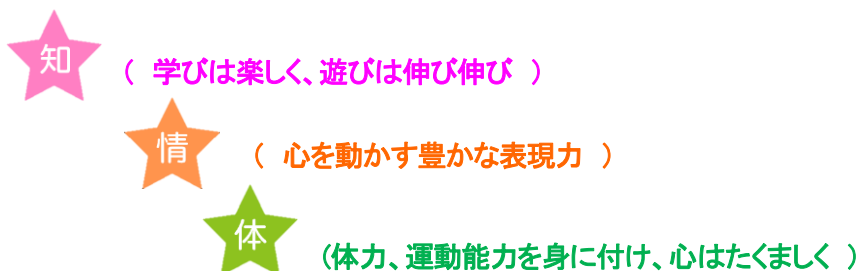 知 （　学びは楽しく、遊びは伸び伸び　）
情 （　心を動かす豊かな表現力　）
体 （体力、運動能力を身に付け、心はたくましく　）